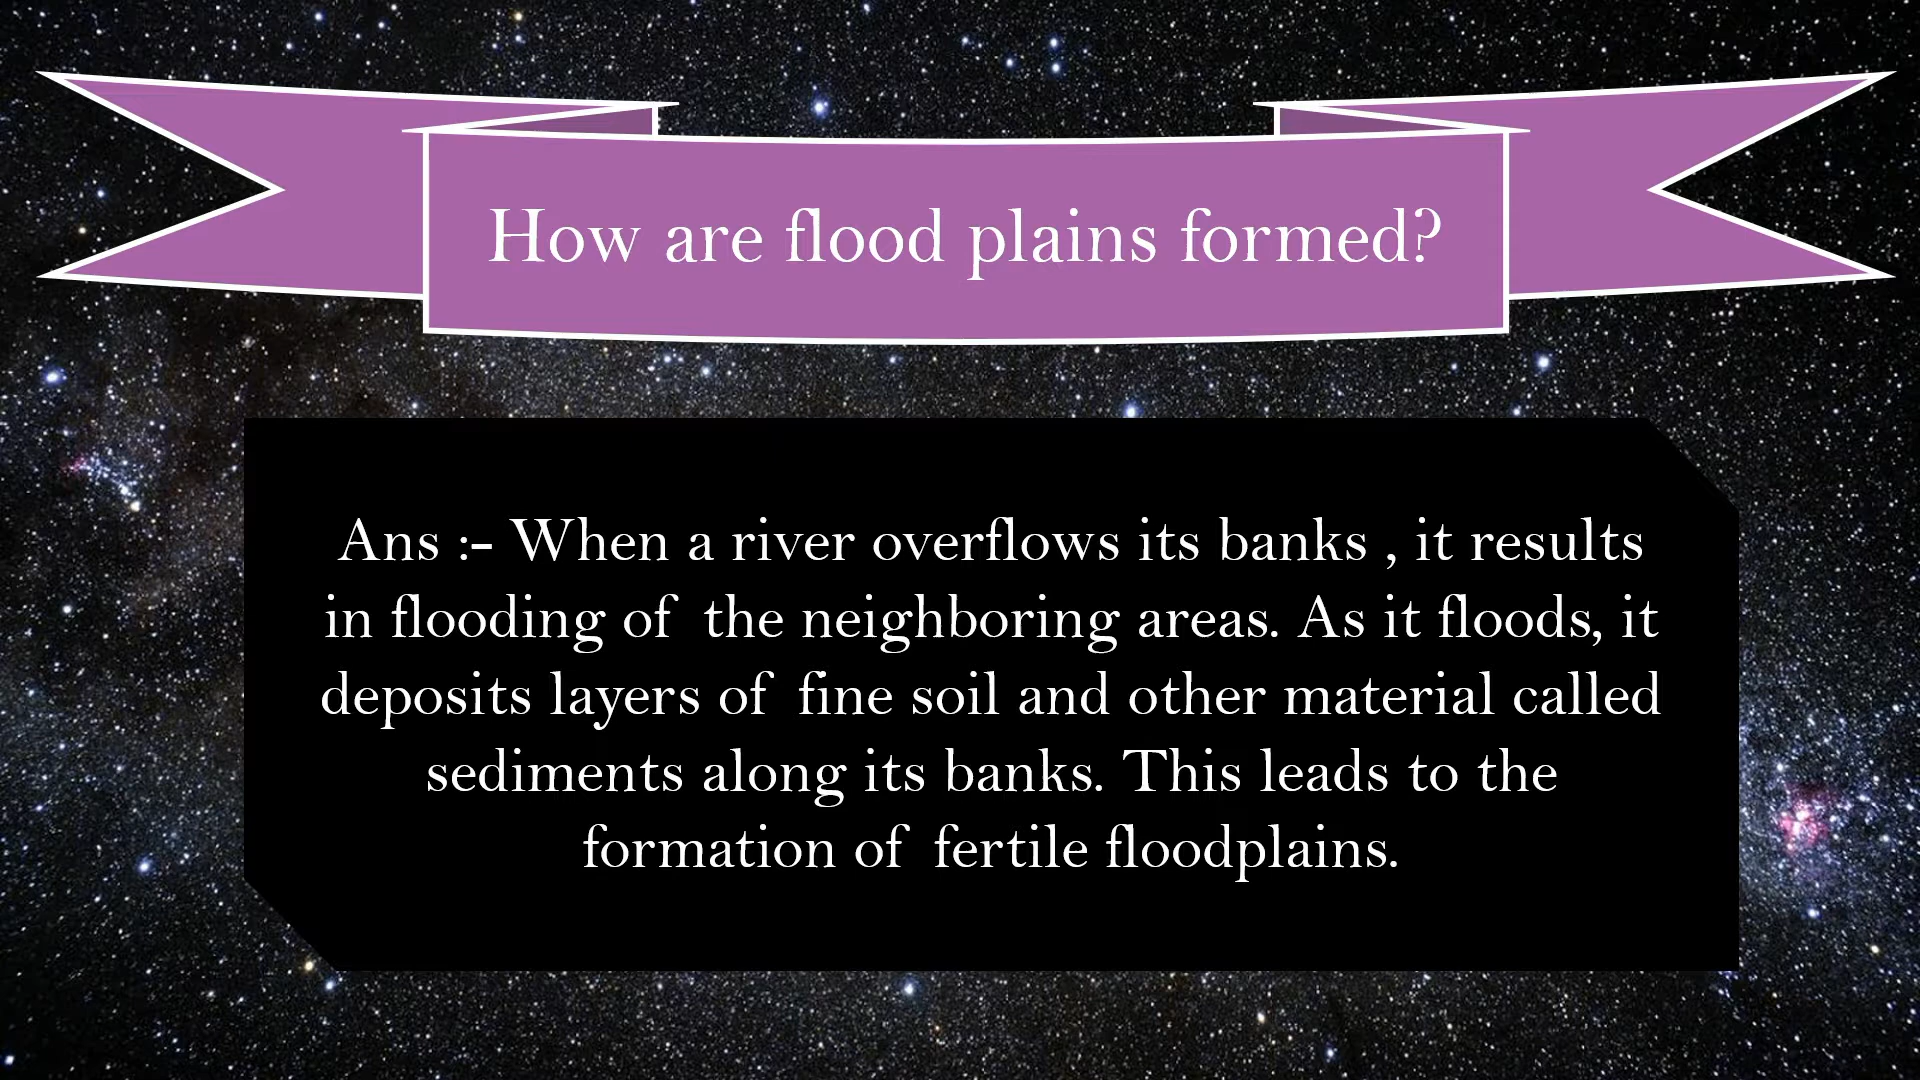 How are flood plains formed?
Ans :- When a river overflows its banks , it results
in flooding of the neighboring areas. As it floods, it
deposits layers of fine soil and other material called
sediments along its banks. This leads to the
formation of fertile floodplains.